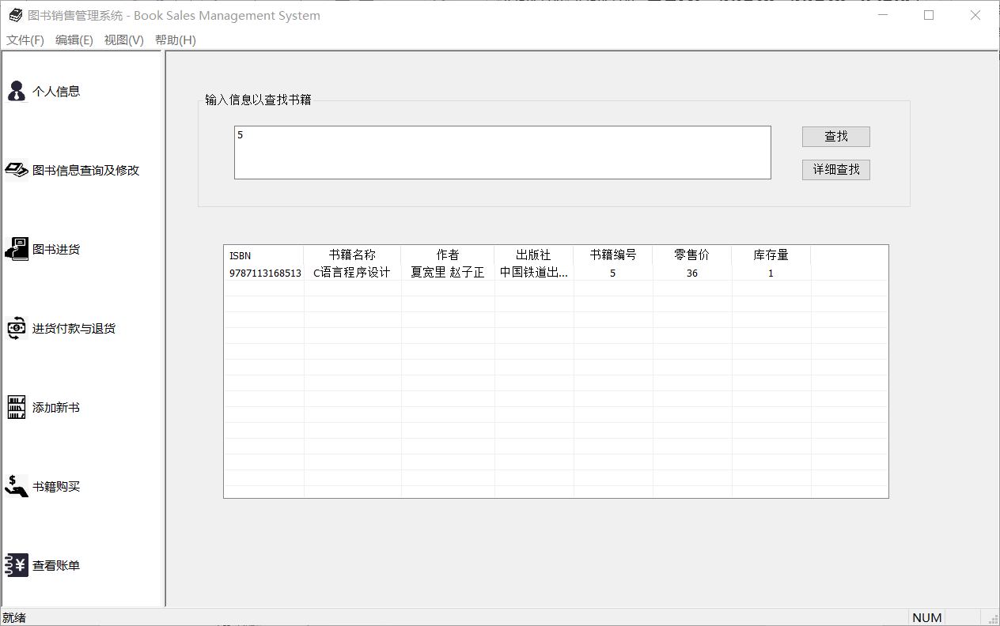 图书销售管理系统 - Book Sales Management System
文件(F) 编辑(E) 视图(V) 帮助(H)
个人信息
图书信息查询及修改
图书进货
进货付款与退货
添加新书
书籍购买
查看账单
输入信息以查找书籍
5
查找
详细查找
ISBN 书籍名称 作者 出版社 书籍编号 零售价 库存量
9787113168513 C语言程序设计 夏宽里 赵子正 中国铁道出... 5 36 1
就绪
NUM